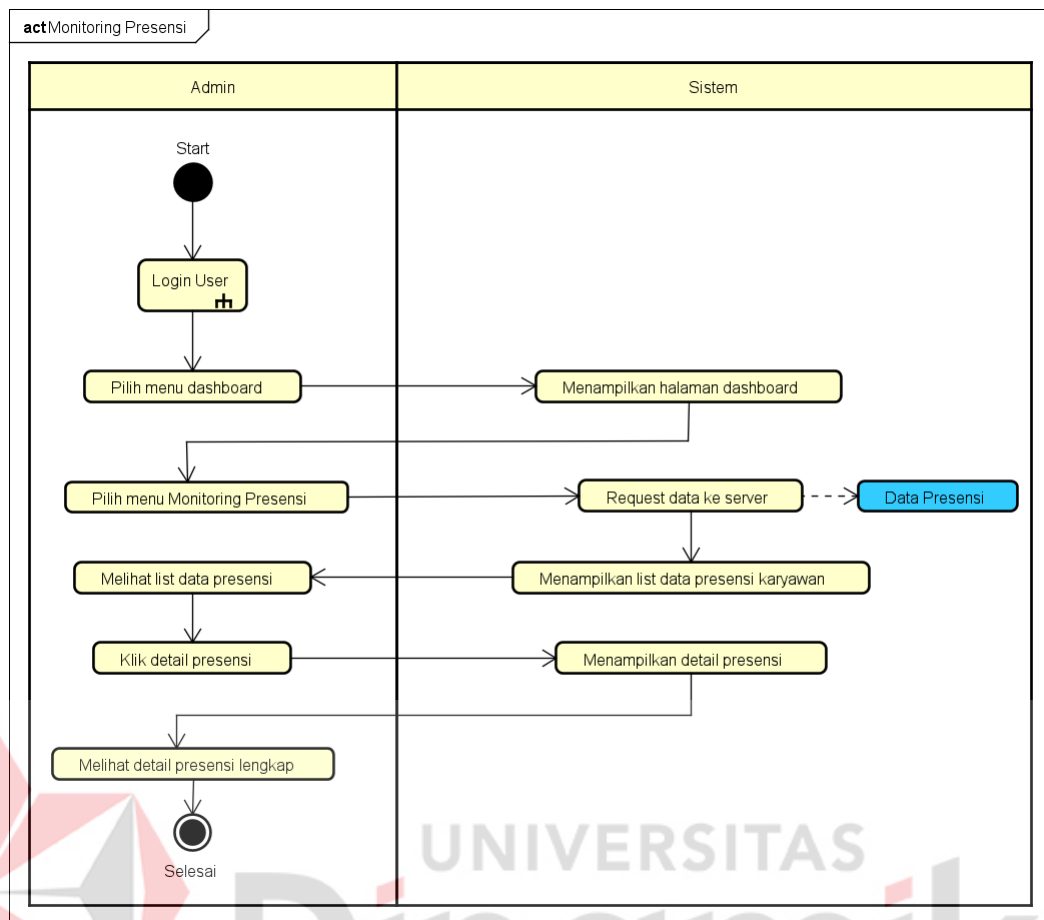 act Monitoring Presensi
Admin
Sistem
Start
Login User
Pilih menu dashboard
Menampilkan halaman dashboard
Pilih menu Monitoring Presensi
Request data ke server
Data Presensi
Melihat list data presensi
Menampilkan list data presensi karyawan
Klik detail presensi
Menampilkan detail presensi
Melihat detail presensi lengkap
Selesai
UNIVERSITAS